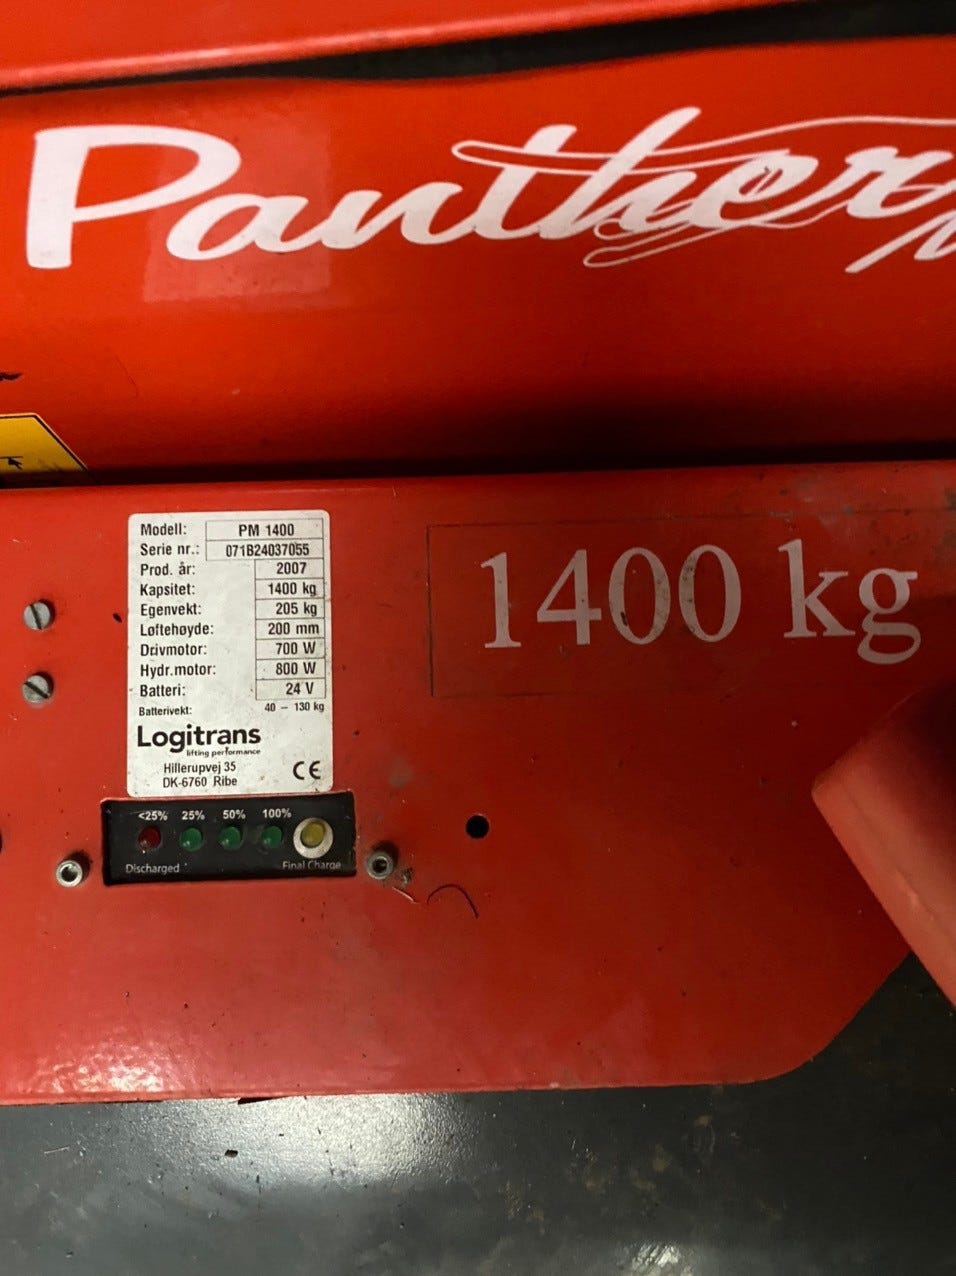 Panther
Modell: PM 1400
Serie nr.: 071B24037055
Prod. år: 2007
Kapsitet: 1400 kg
Egenvekt: 205 kg
Løftehøyde: 200 mm
Drivmotor: 700 W
Hydr.motor: 800 W
Batteri: 24 V
Batterivekt: 40 – 130 kg
Logitrans
lifting performance
Hillerupvej 35
DK-6760 Ribe
CE
1400 kg
<25% 25% 50% 100%
Discharged Final Charge